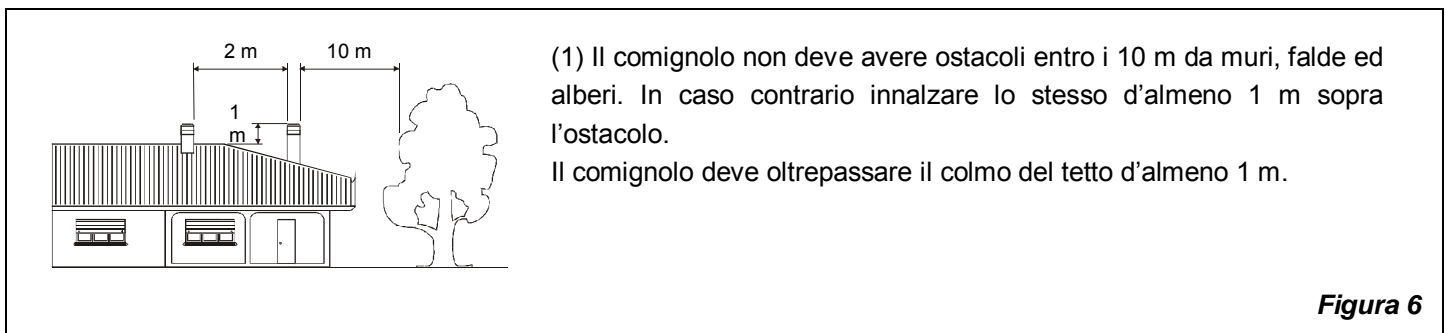 2 m
10 m
1
m
(1) Il comignolo non deve avere ostacoli entro i 10 m da muri, falde ed
alberi. In caso contrario innalzare lo stesso d’almeno 1 m sopra
l’ostacolo.
Il comignolo deve oltrepassare il colmo del tetto d’almeno 1 m.
Figura 6